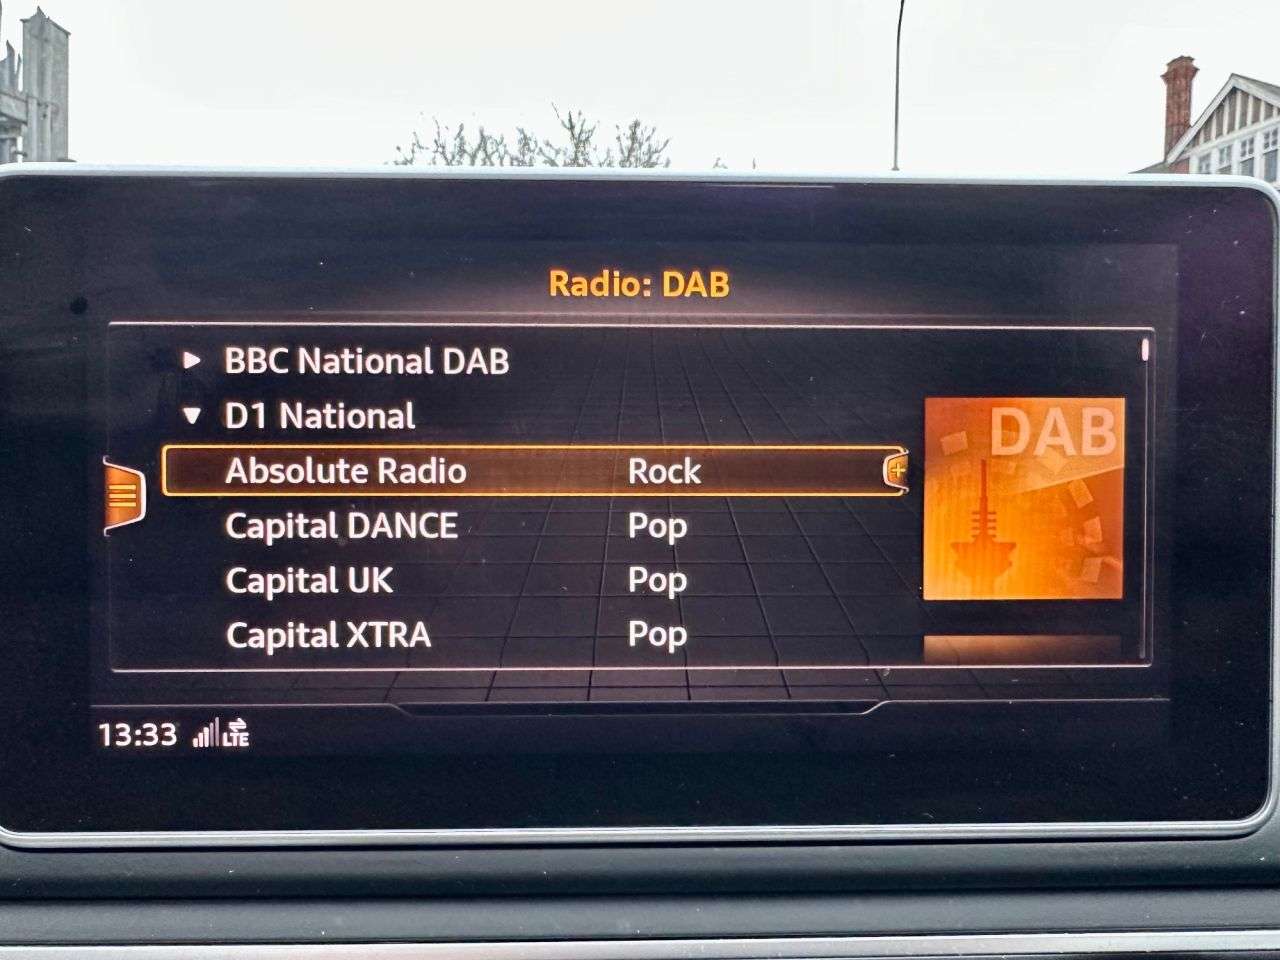 Radio: DAB
BBC National DAB
D1 National
DAB
Absolute Radio Rock
Capital DANCE Pop
Capital UK Pop
Capital XTRA Pop
13:33 LTE